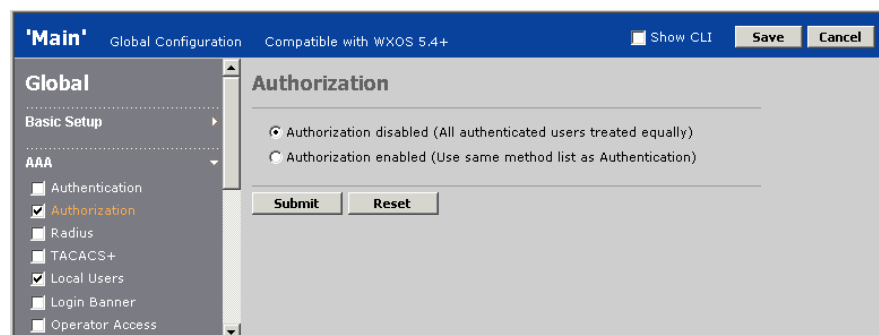 'Main' Global Configuration Compatible with WXOS 5.4+ Show CLI Save Cancel
Global
Basic Setup
AAA
Authentication
Authorization
Radius
TACACS+
Local Users
Login Banner
Operator Access
Authorization
Authorization disabled (All authenticated users treated equally)
Authorization enabled (Use same method list as Authentication)
Submit Reset